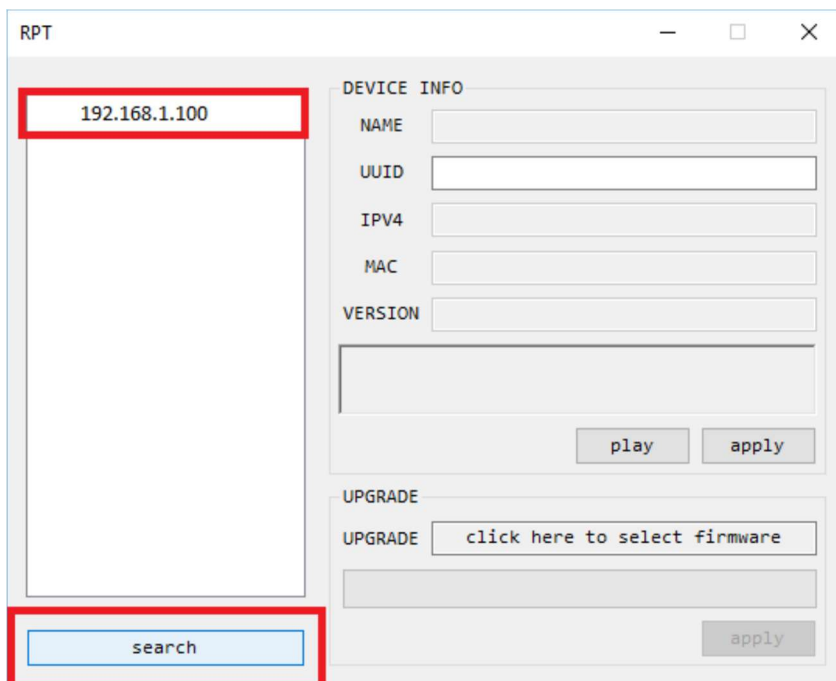 RPT
192.168.1.100
search
DEVICE INFO
NAME
UUID
IPV4
MAC
VERSION
play apply
UPGRADE
UPGRADE click here to select firmware
apply